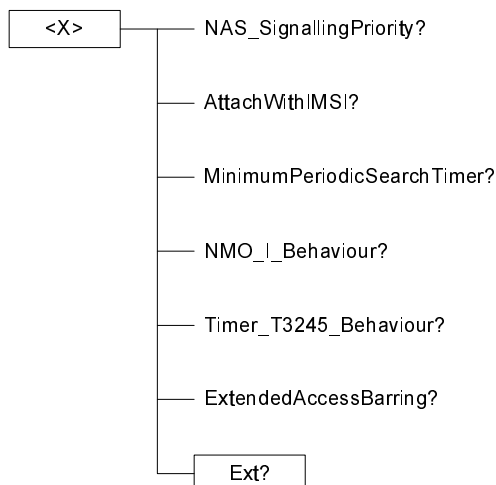 <X>
NAS_SignallingPriority?
AttachWithIMSI?
MinimumPeriodicSearchTimer?
NMO_I_Behaviour?
Timer_T3245_Behaviour?
ExtendedAccessBarring?
Ext?